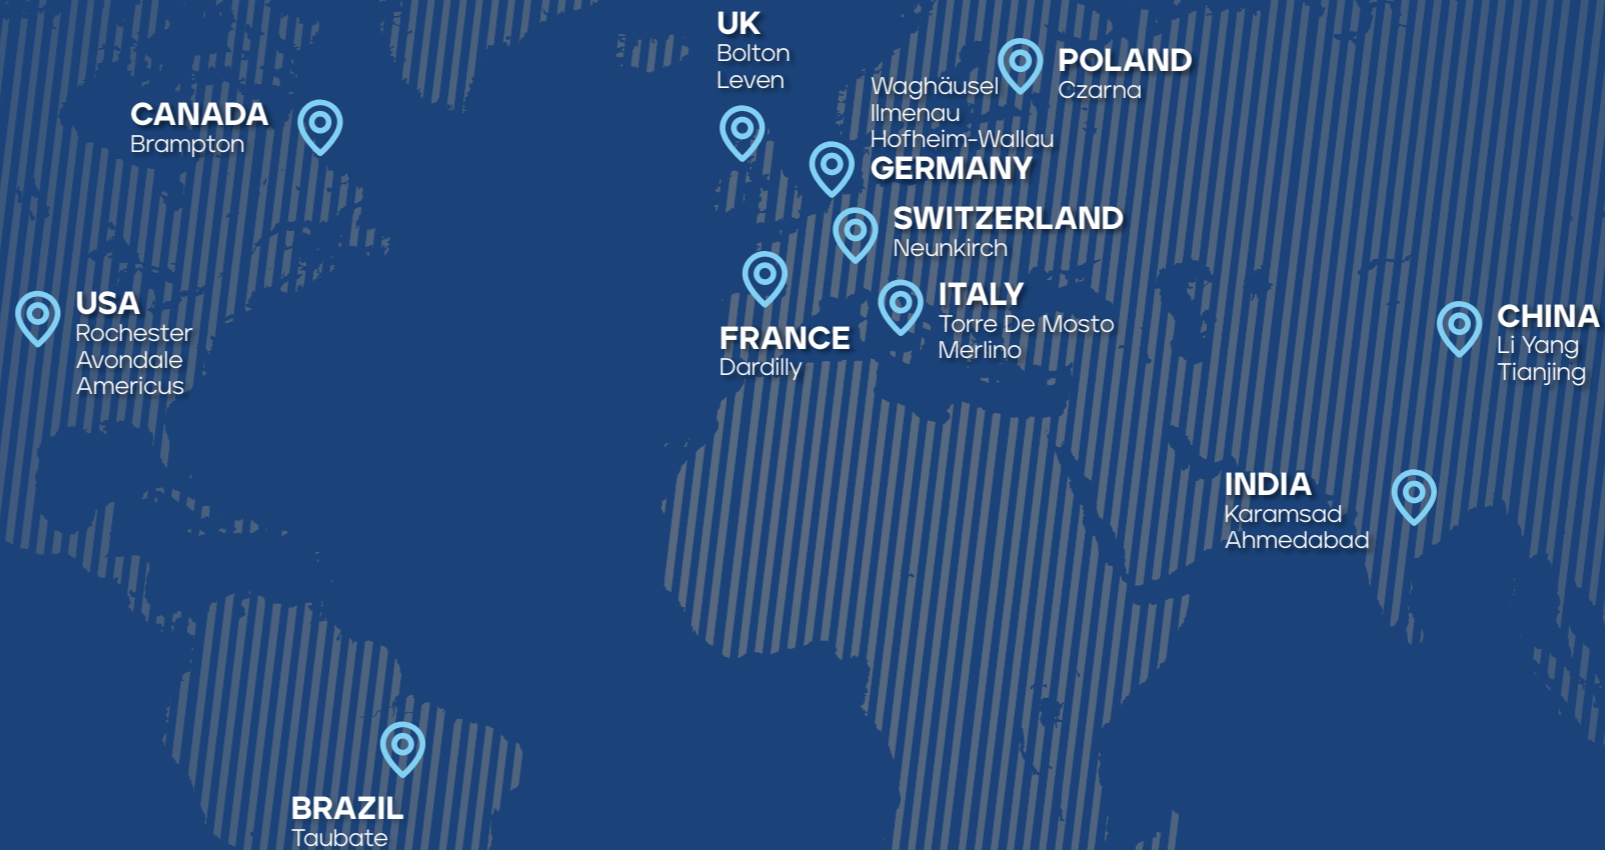 UK
Bolton
Leven
POLAND
Czarna
Waghäusel
Ilmenau
Hofheim-Wallau
GERMANY
CANADA
Brampton
SWITZERLAND
Neunkirch
USA
Rochester
Avondale
Americus
ITALY
Torre De Mosto
Merlino
FRANCE
Dardilly
CHINA
Li Yang
Tianjing
INDIA
Karamsad
Ahmedabad
BRAZIL
Taubate